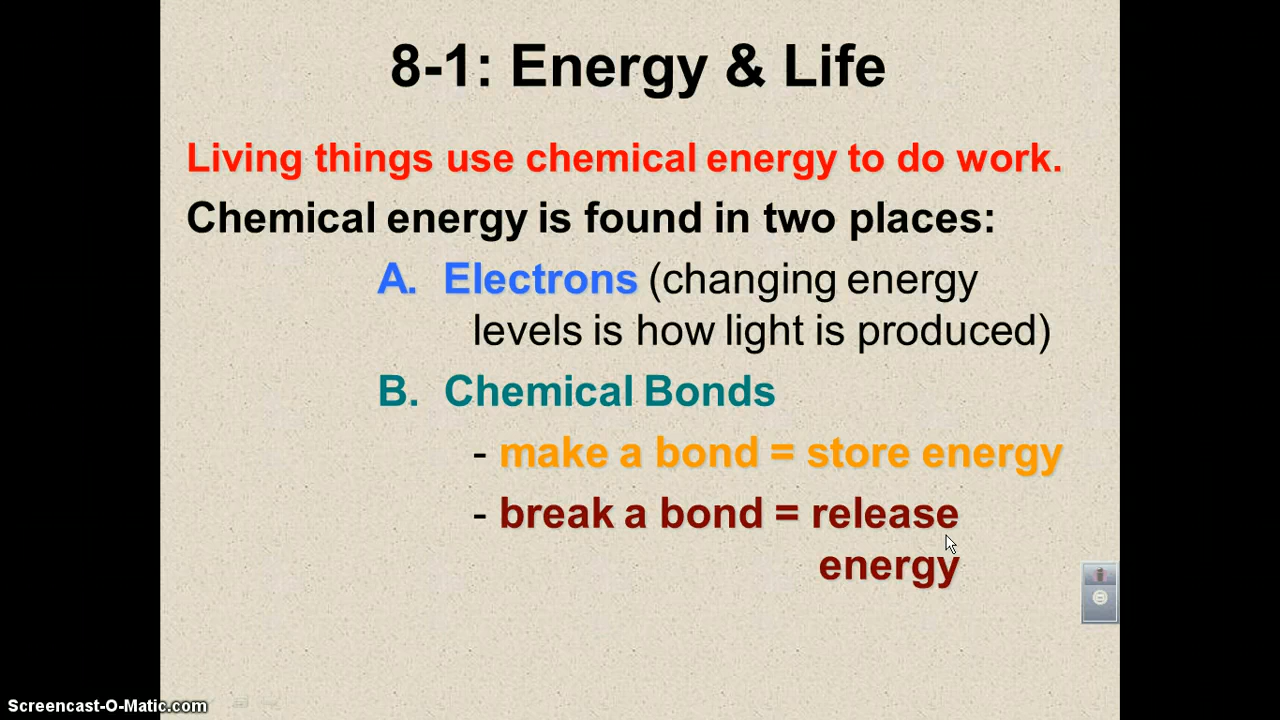 8-1: Energy & Life
Living things use chemical energy to do work.
Chemical energy is found in two places:
A. Electrons (changing energy
levels is how light is produced)
B. Chemical Bonds
- make a bond = store energy
- break a bond = release
energy
Screencast-O-Matic.com